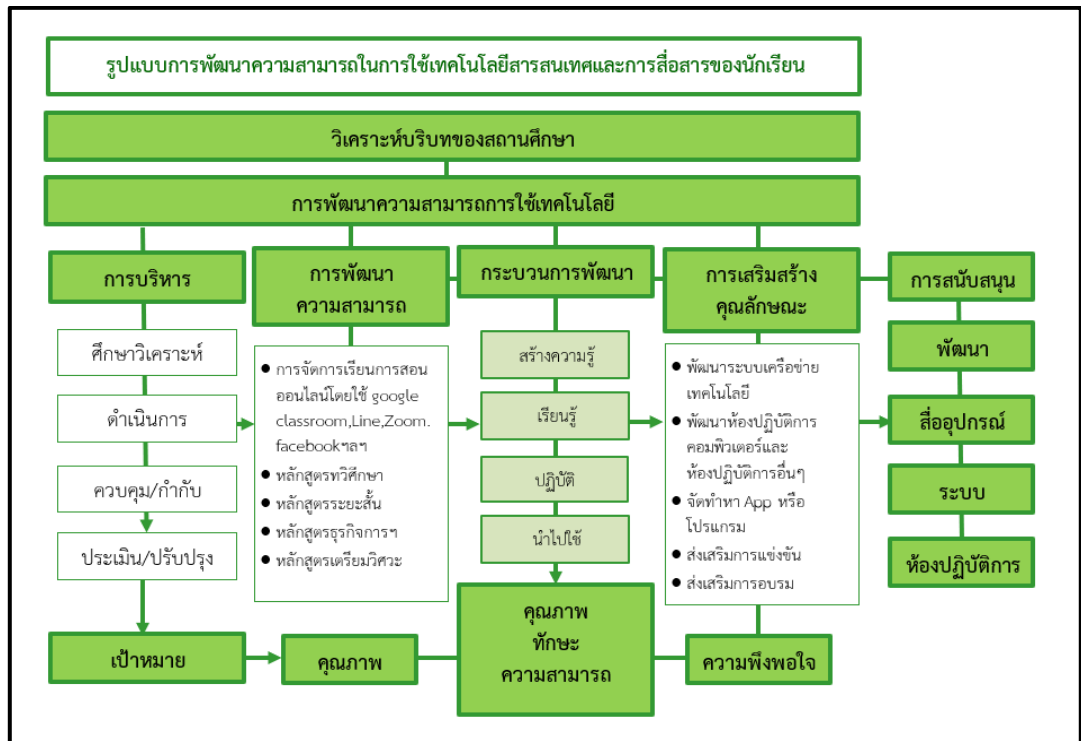 รูปแบบการพัฒนาความสามารถในการใช้เทคโนโลยีสารสนเทศและการสื่อสารของนักเรียน
วิเคราะห์บริบทของสถานศึกษา
การพัฒนาความสามารถการใช้เทคโนโลยี
การบริหาร
ศึกษาวิเคราะห์
ดำเนินการ
ควบคุม/กำกับ
ประเมิน/ปรับปรุง
เป้าหมาย
การพัฒนา
ความสามารถ
● การจัดการเรียนการสอน
ออนไลน์โดยใช้ google
classroom,Line,Zoom.
facebookฯลฯ
● หลักสูตรทวิศึกษา
● หลักสูตรระยะสั้น
● หลักสูตรธุรกิจการฯ
● หลักสูตรเตรียมวิศวะ
คุณภาพ
กระบวนการพัฒนา
สร้างความรู้
เรียนรู้
ปฏิบัติ
นำไปใช้
คุณภาพ
ทักษะ
ความสามารถ
การเสริมสร้าง
คุณลักษณะ
● พัฒนาระบบเครือข่าย
เทคโนโลยี
● พัฒนาห้องปฏิบัติการ
คอมพิวเตอร์และ
ห้องปฏิบัติการอื่นๆ
● จัดทำหา App หรือ
โปรแกรม
● ส่งเสริมการแข่งขัน
● ส่งเสริมการอบรม
ความพึงพอใจ
การสนับสนุน
พัฒนา
สื่ออุปกรณ์
ระบบ
ห้องปฏิบัติการ